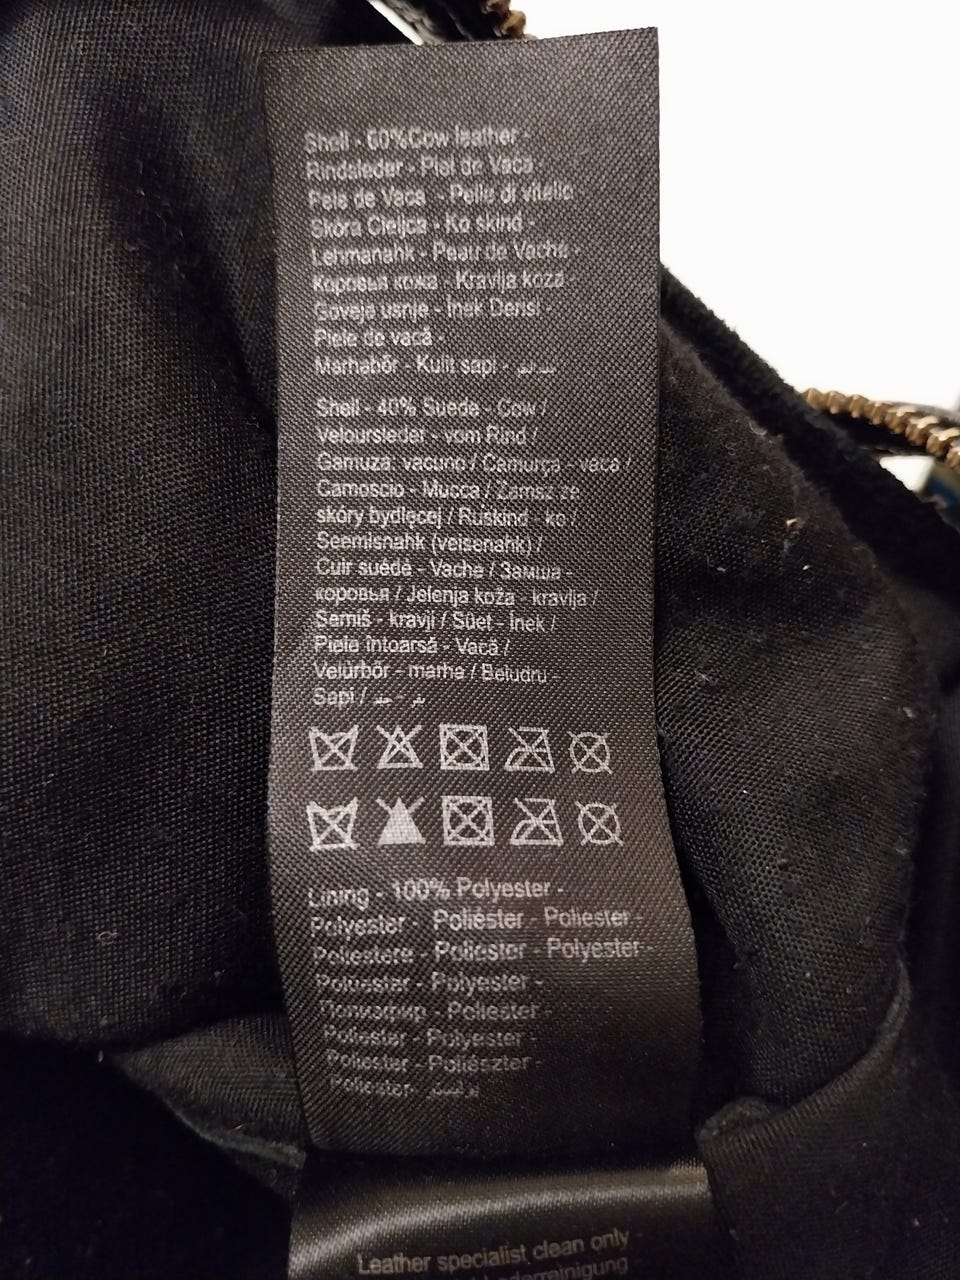 Shell - 60%Cow leather -
Rindsleder - Piel de Vaca
Pele de Vaca - Pelle di vitello
Skóra Cielęca - Ko skind -
Lehmanahk - Peau de Vache -
Коровья кожа - Kravlja koza
Goveje usnje - İnek Derisi -
Piele de vacă -
Marhabőr - Kulit sapi -
Shell - 40% Suede - Cow /
Veloursleder - vom Rind /
Gamuza: vacuno / Camurça - vaca /
Camoscio - Mucca / Zamsz ze
skóry bydlęcej / Ruskind - ko /
Seemisnahk (veisenahk) /
Cuir suédé - Vache / Замша -
коровья / Jelenja koža - kravlja /
Semiš - kravji / Süet - İnek /
Piele întoarsă - Vacă /
Velúrbőr - marha / Beludru -
Sapi /
Lining - 100% Polyester -
Polyester - Poliéster - Poliester -
Poliestere - Poliester - Polyester -
Polüester - Polyester -
Полиэстер - Poliester -
Poliester - Polyester -
Poliester - Poliészter -
Poliester -
Leather specialist clean only -